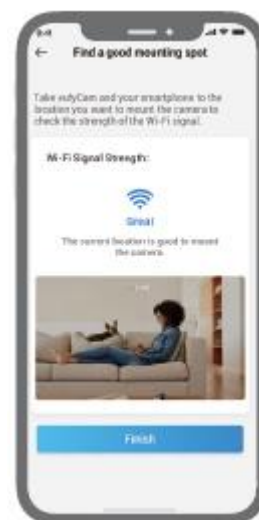 Find a good mounting spot
Take eufyCam and your smartphone to the
location you want to mount the camera to
check the strength of the Wi-Fi signal.
Wi-Fi Signal Strength:
Great
The current location is good to mount
the camera.
Finish